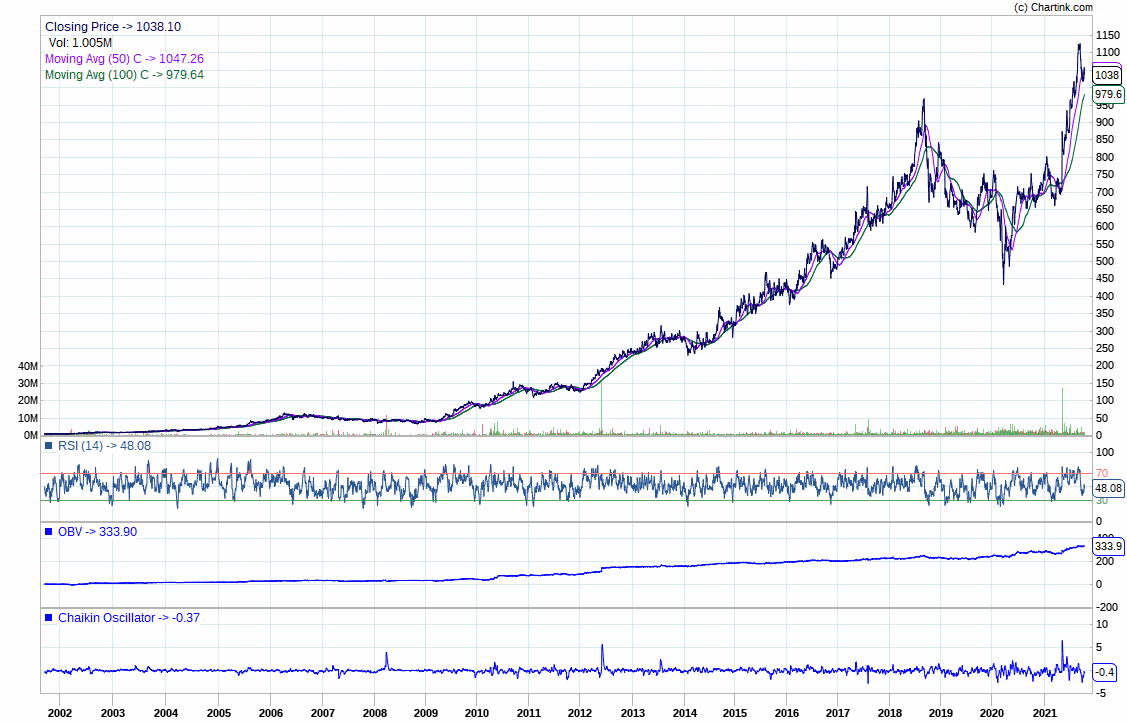 (c) Chartink.com
Closing Price -> 1038.10
Vol: 1.005M
Moving Avg (50) C -> 1047.26
Moving Avg (100) C -> 979.64
1150
1100
1038
979.6
950
900
850
800
750
700
650
600
550
500
450
400
350
300
250
200
150
100
50
0
40M
30M
20M
10M
0M
RSI (14) -> 48.08
100
70
48.08
30
0
OBV -> 333.90
400
333.9
200
0
-200
Chaikin Oscillator -> -0.37
10
5
-0.4
-5
2002 2003 2004 2005 2006 2007 2008 2009 2010 2011 2012 2013 2014 2015 2016 2017 2018 2019 2020 2021